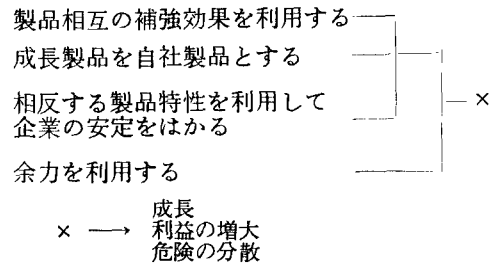 製品相互の補強効果を利用する
成長製品を自社製品とする
相反する製品特性を利用して
企業の安定をはかる
×
余力を利用する
× → 成長
利益の増大
危険の分散